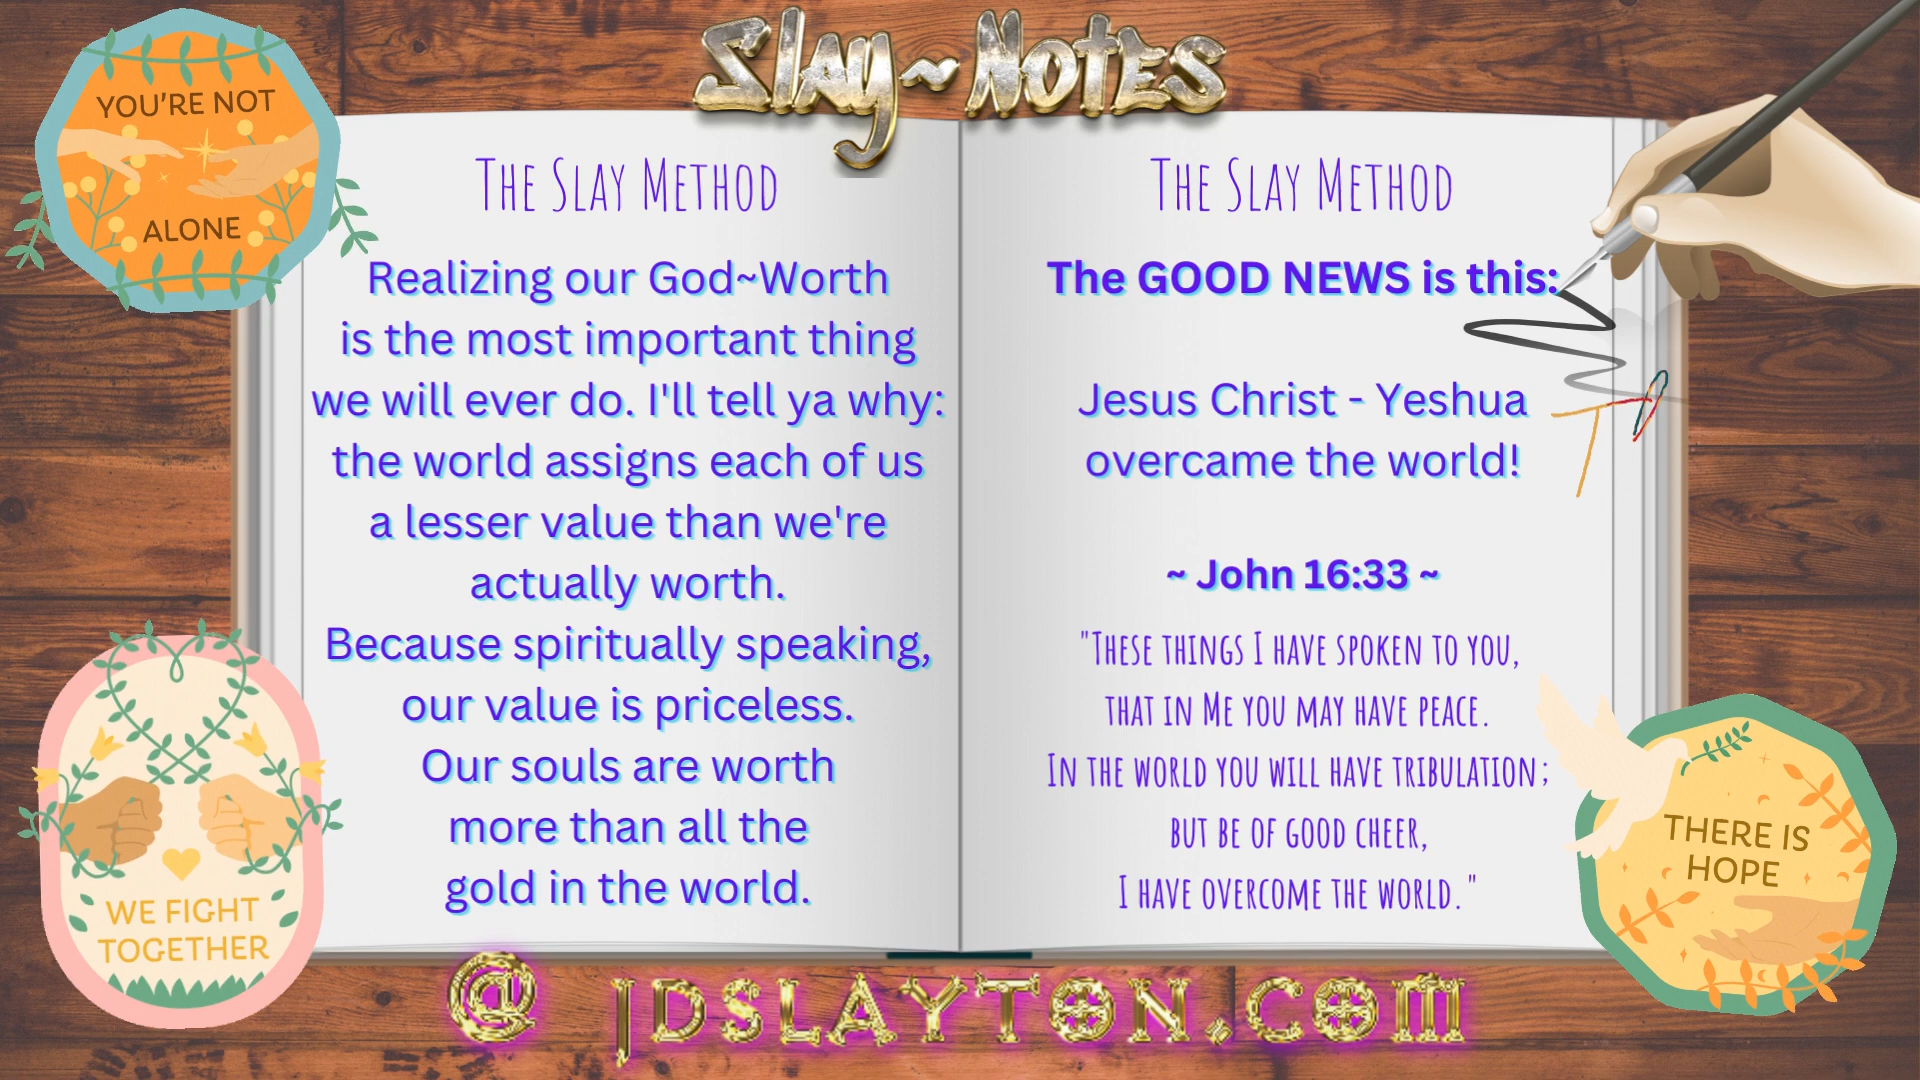 Slay~Notes
YOU'RE NOT
ALONE
The Slay Method
Realizing our God~Worth
is the most important thing
we will ever do. I'll tell ya why:
the world assigns each of us
a lesser value than we're
actually worth.
Because spiritually speaking,
our value is priceless.
Our souls are worth
more than all the
gold in the world.
WE FIGHT
TOGETHER
The Slay Method
The GOOD NEWS is this:
Jesus Christ - Yeshua
overcame the world!
~ John 16:33 ~
"These things I have spoken to you,
that in Me you may have peace.
In the world you will have tribulation;
but be of good cheer,
I have overcome the world."
THERE IS
HOPE
@ JDSLAYTON.COM